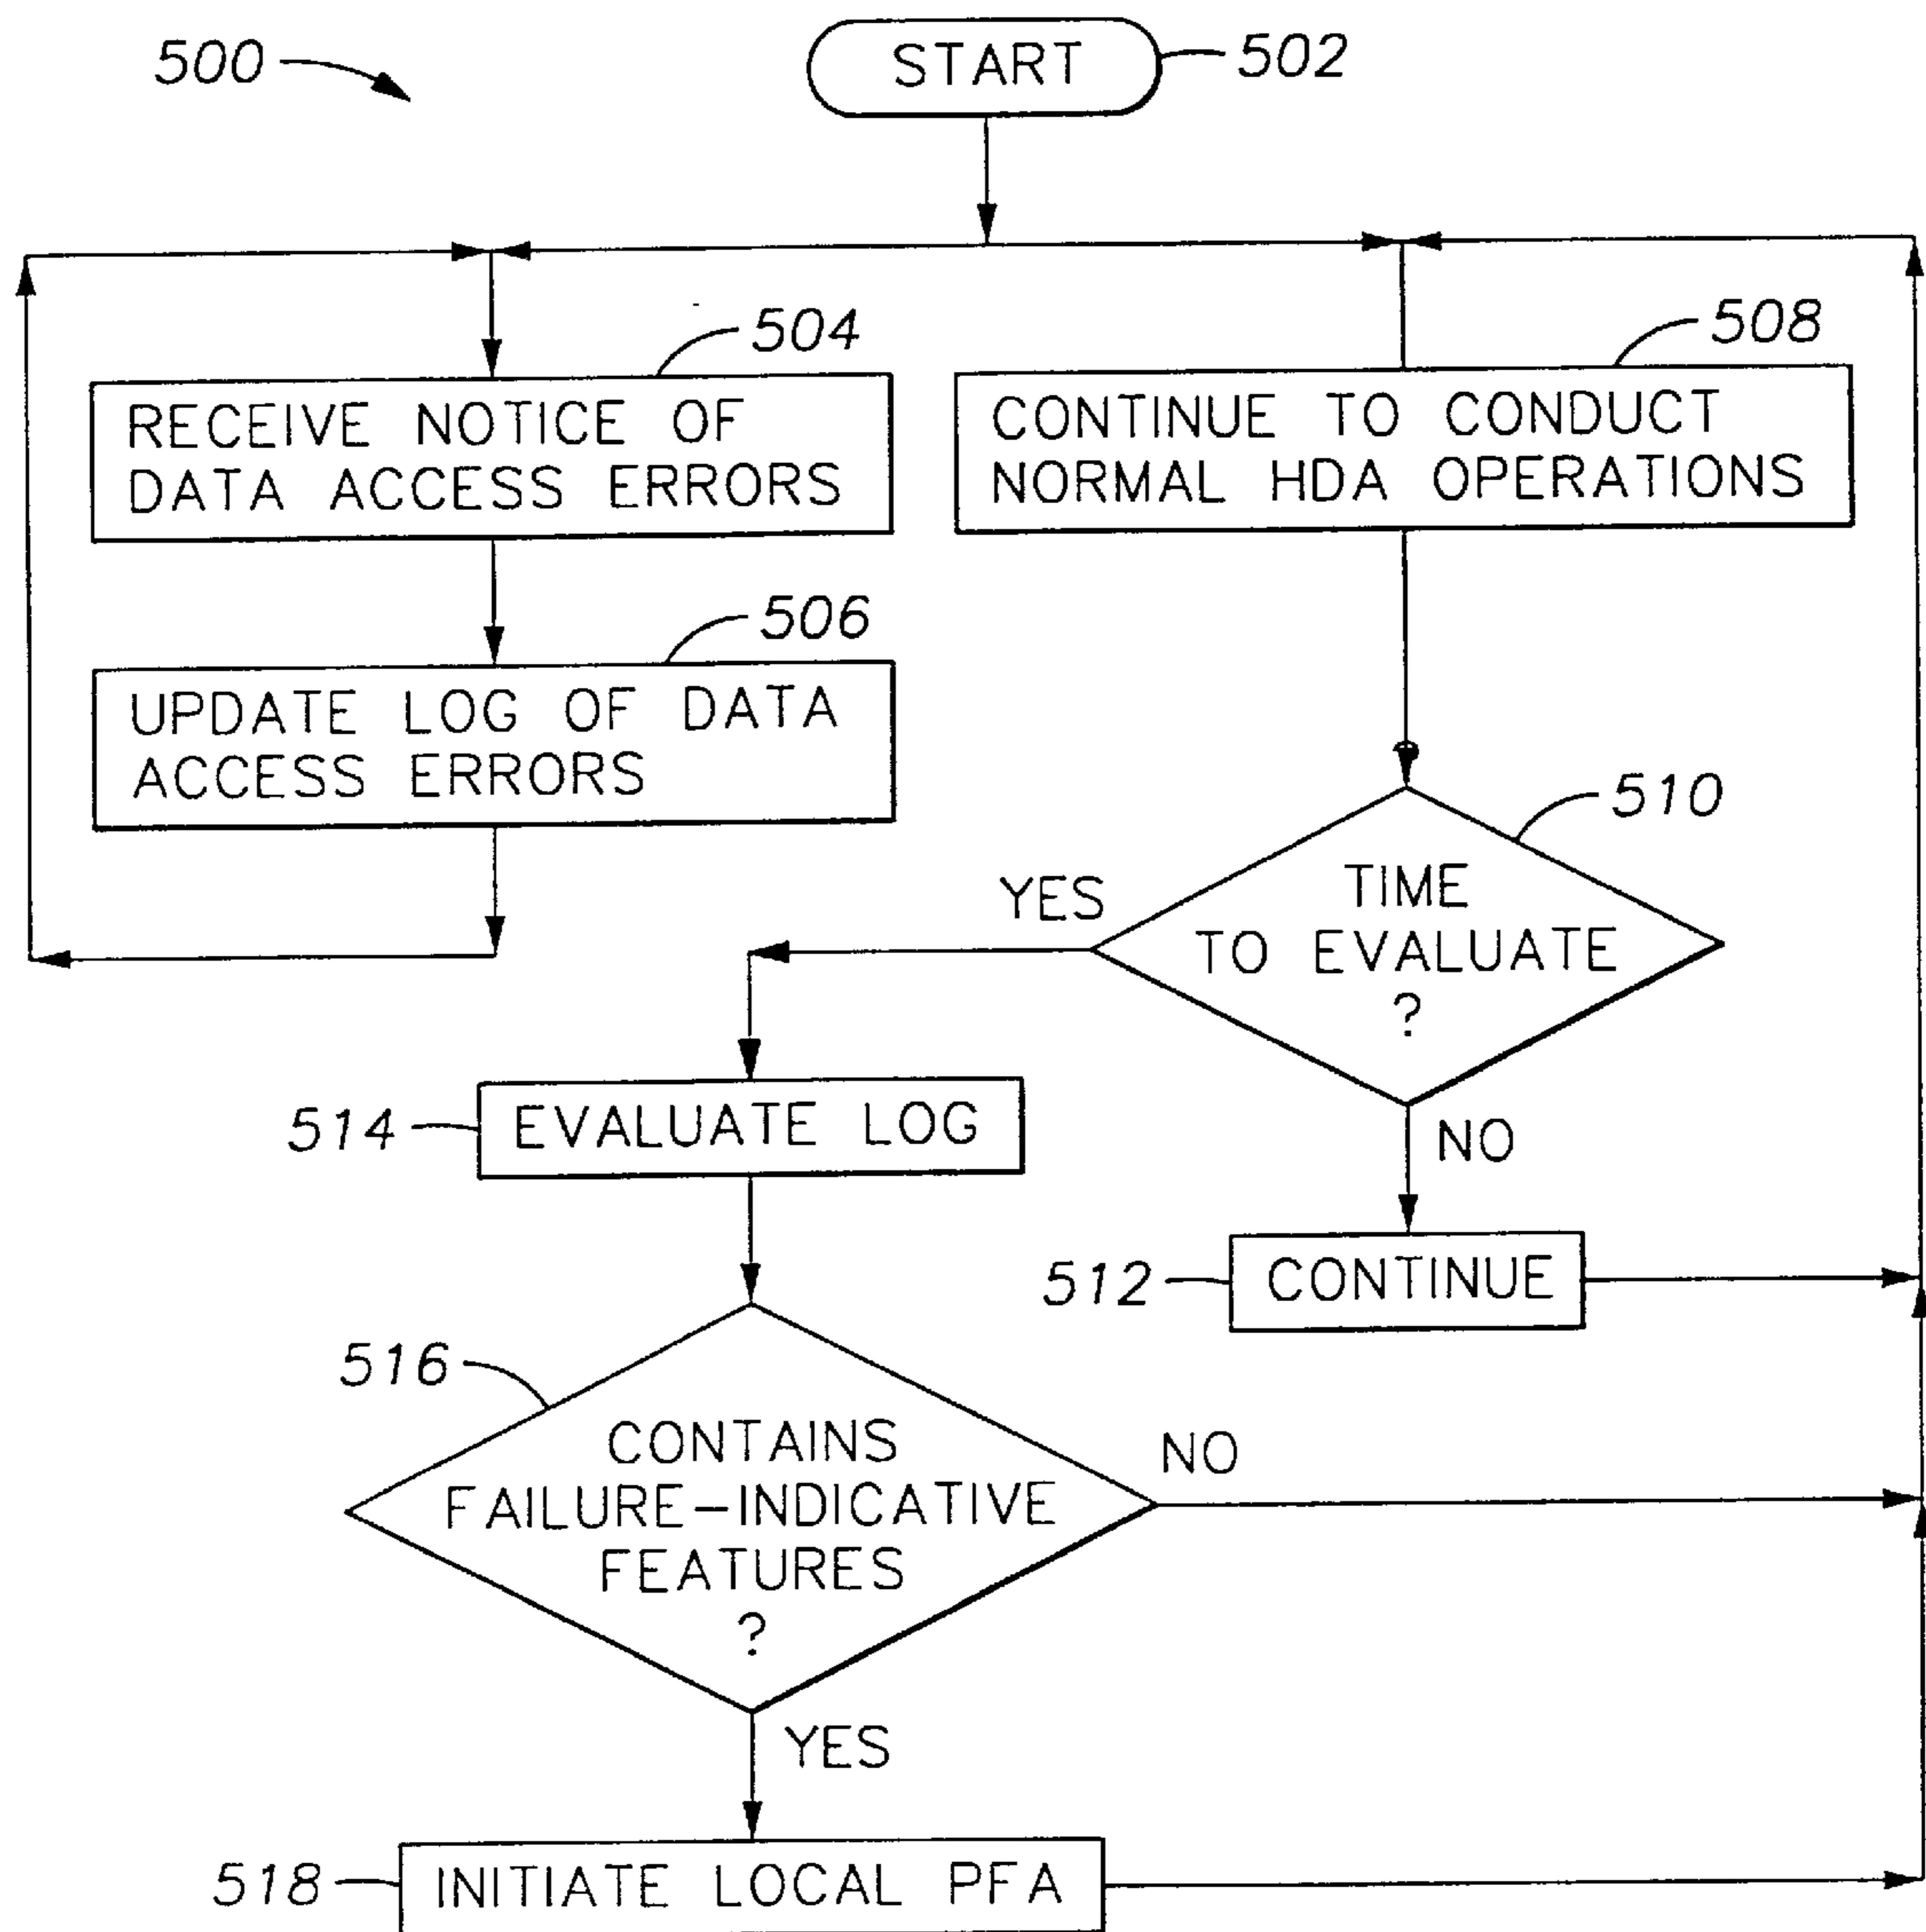 500
START
502
504
RECEIVE NOTICE OF
DATA ACCESS ERRORS
508
CONTINUE TO CONDUCT
NORMAL HDA OPERATIONS
506
UPDATE LOG OF DATA
ACCESS ERRORS
510
TIME
TO EVALUATE
?
YES
NO
514
EVALUATE LOG
512
CONTINUE
516
CONTAINS
FAILURE-INDICATIVE
FEATURES
?
NO
YES
518
INITIATE LOCAL PFA